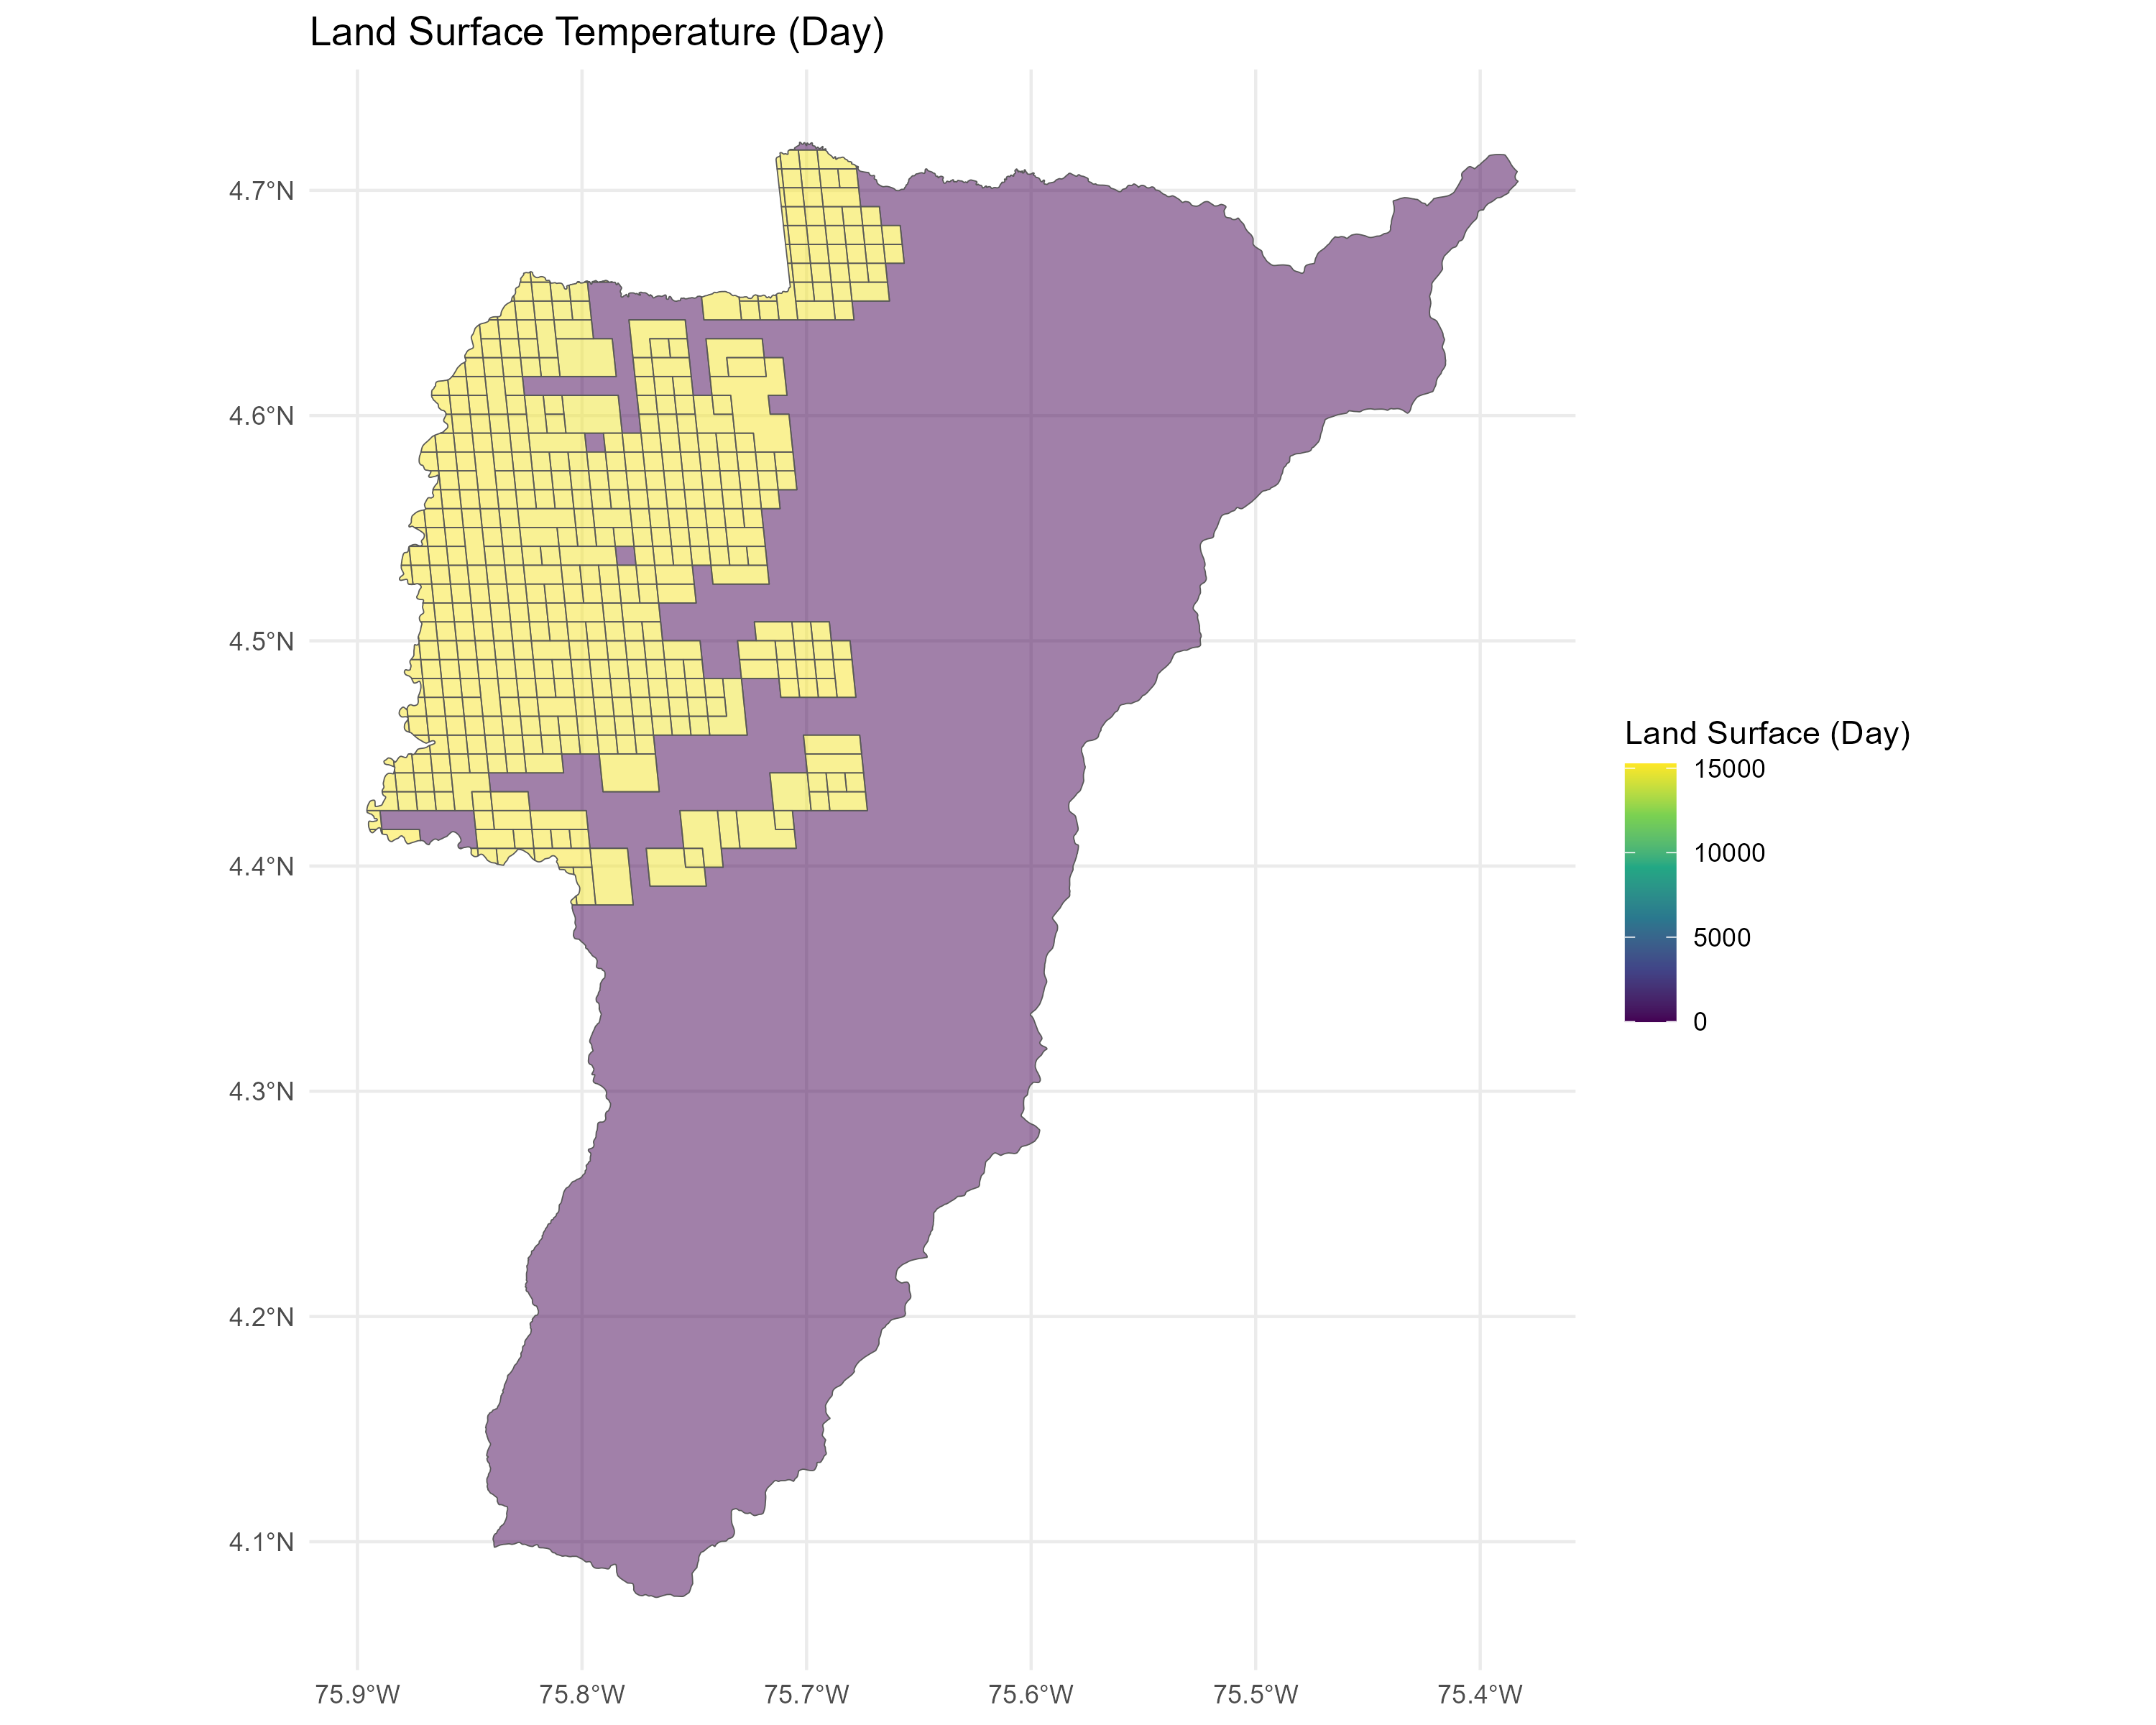 Land Surface Temperature (Day)
4.7°N
4.6°N
4.5°N
4.4°N
4.3°N
4.2°N
4.1°N
75.9°W
75.8°W
75.7°W
75.6°W
75.5°W
75.4°W
Land Surface (Day)
15000
10000
5000
0